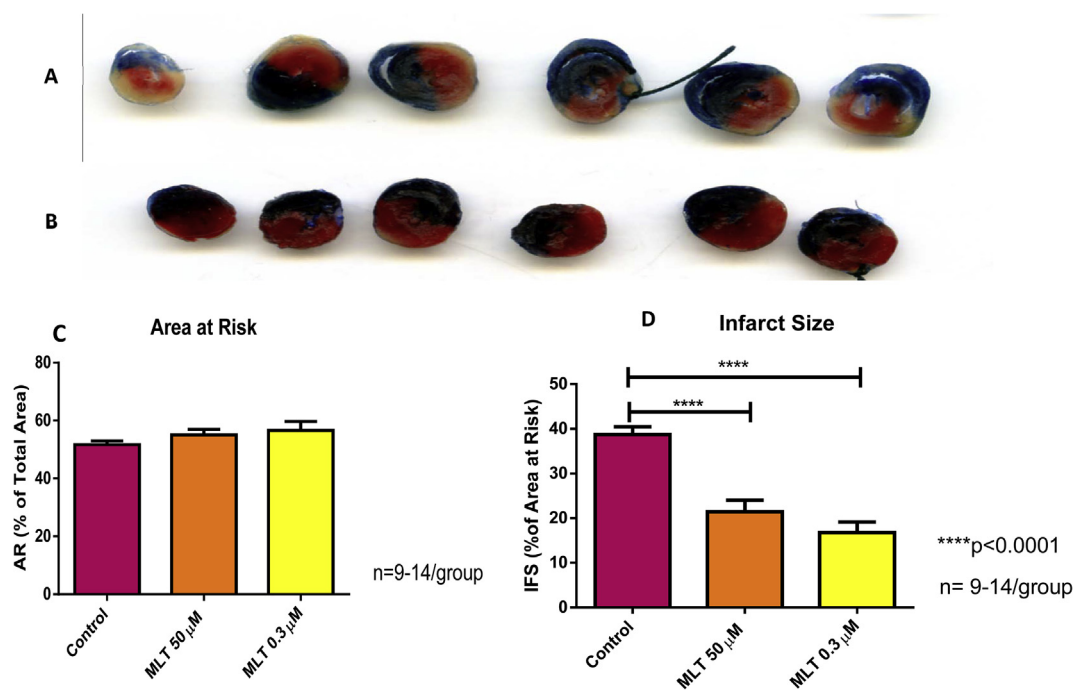 A
B
C
Area at Risk
AR (% of Total Area)
80
60
40
20
0
Control
MLT 50 µM
MLT 0.3 µM
n=9-14/group
D
Infarct Size
****
****
IFS (%of Area at Risk)
50
40
30
20
10
0
Control
MLT 50 µM
MLT 0.3 µM
****p<0.0001
n= 9-14/group